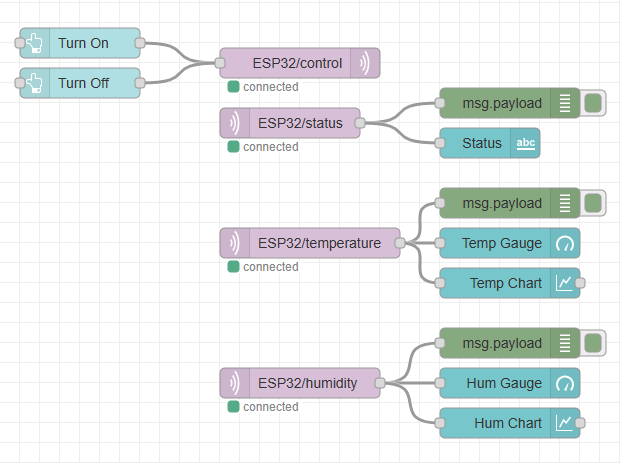 Turn On
Turn Off
ESP32/control
connected
ESP32/status
connected
msg.payload
Status abc
msg.payload
ESP32/temperature
connected
Temp Gauge
Temp Chart
msg.payload
ESP32/humidity
connected
Hum Gauge
Hum Chart